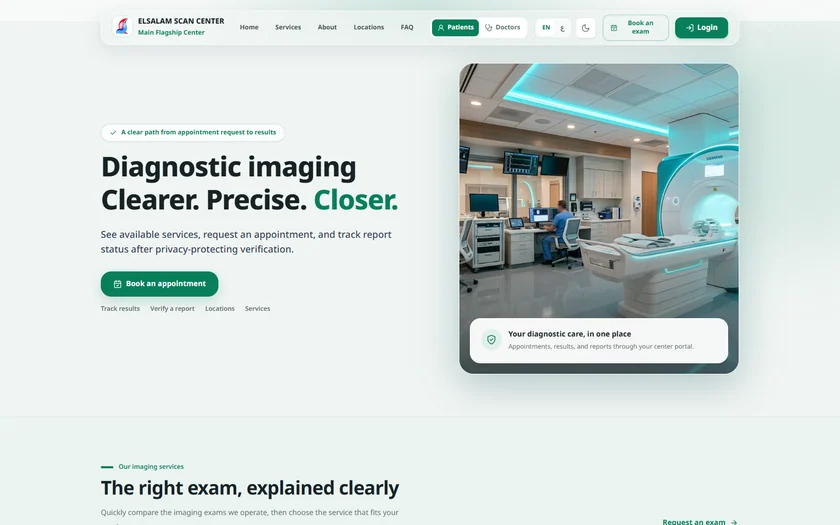 ELSALAM SCAN CENTER
Main Flagship Center
Home
Services
About
Locations
FAQ
Patients
Doctors
EN
ع
Book an
exam
Login
A clear path from appointment request to results
Diagnostic imaging
Clearer. Precise. Closer.
See available services, request an appointment, and track report
status after privacy-protecting verification.
Book an appointment
Track results
Verify a report
Locations
Services
SIEMENS
Your diagnostic care, in one place
Appointments, results, and reports through your center portal.
Our imaging services
The right exam, explained clearly
Quickly compare the imaging exams we operate, then choose the service that fits your
Request an exam